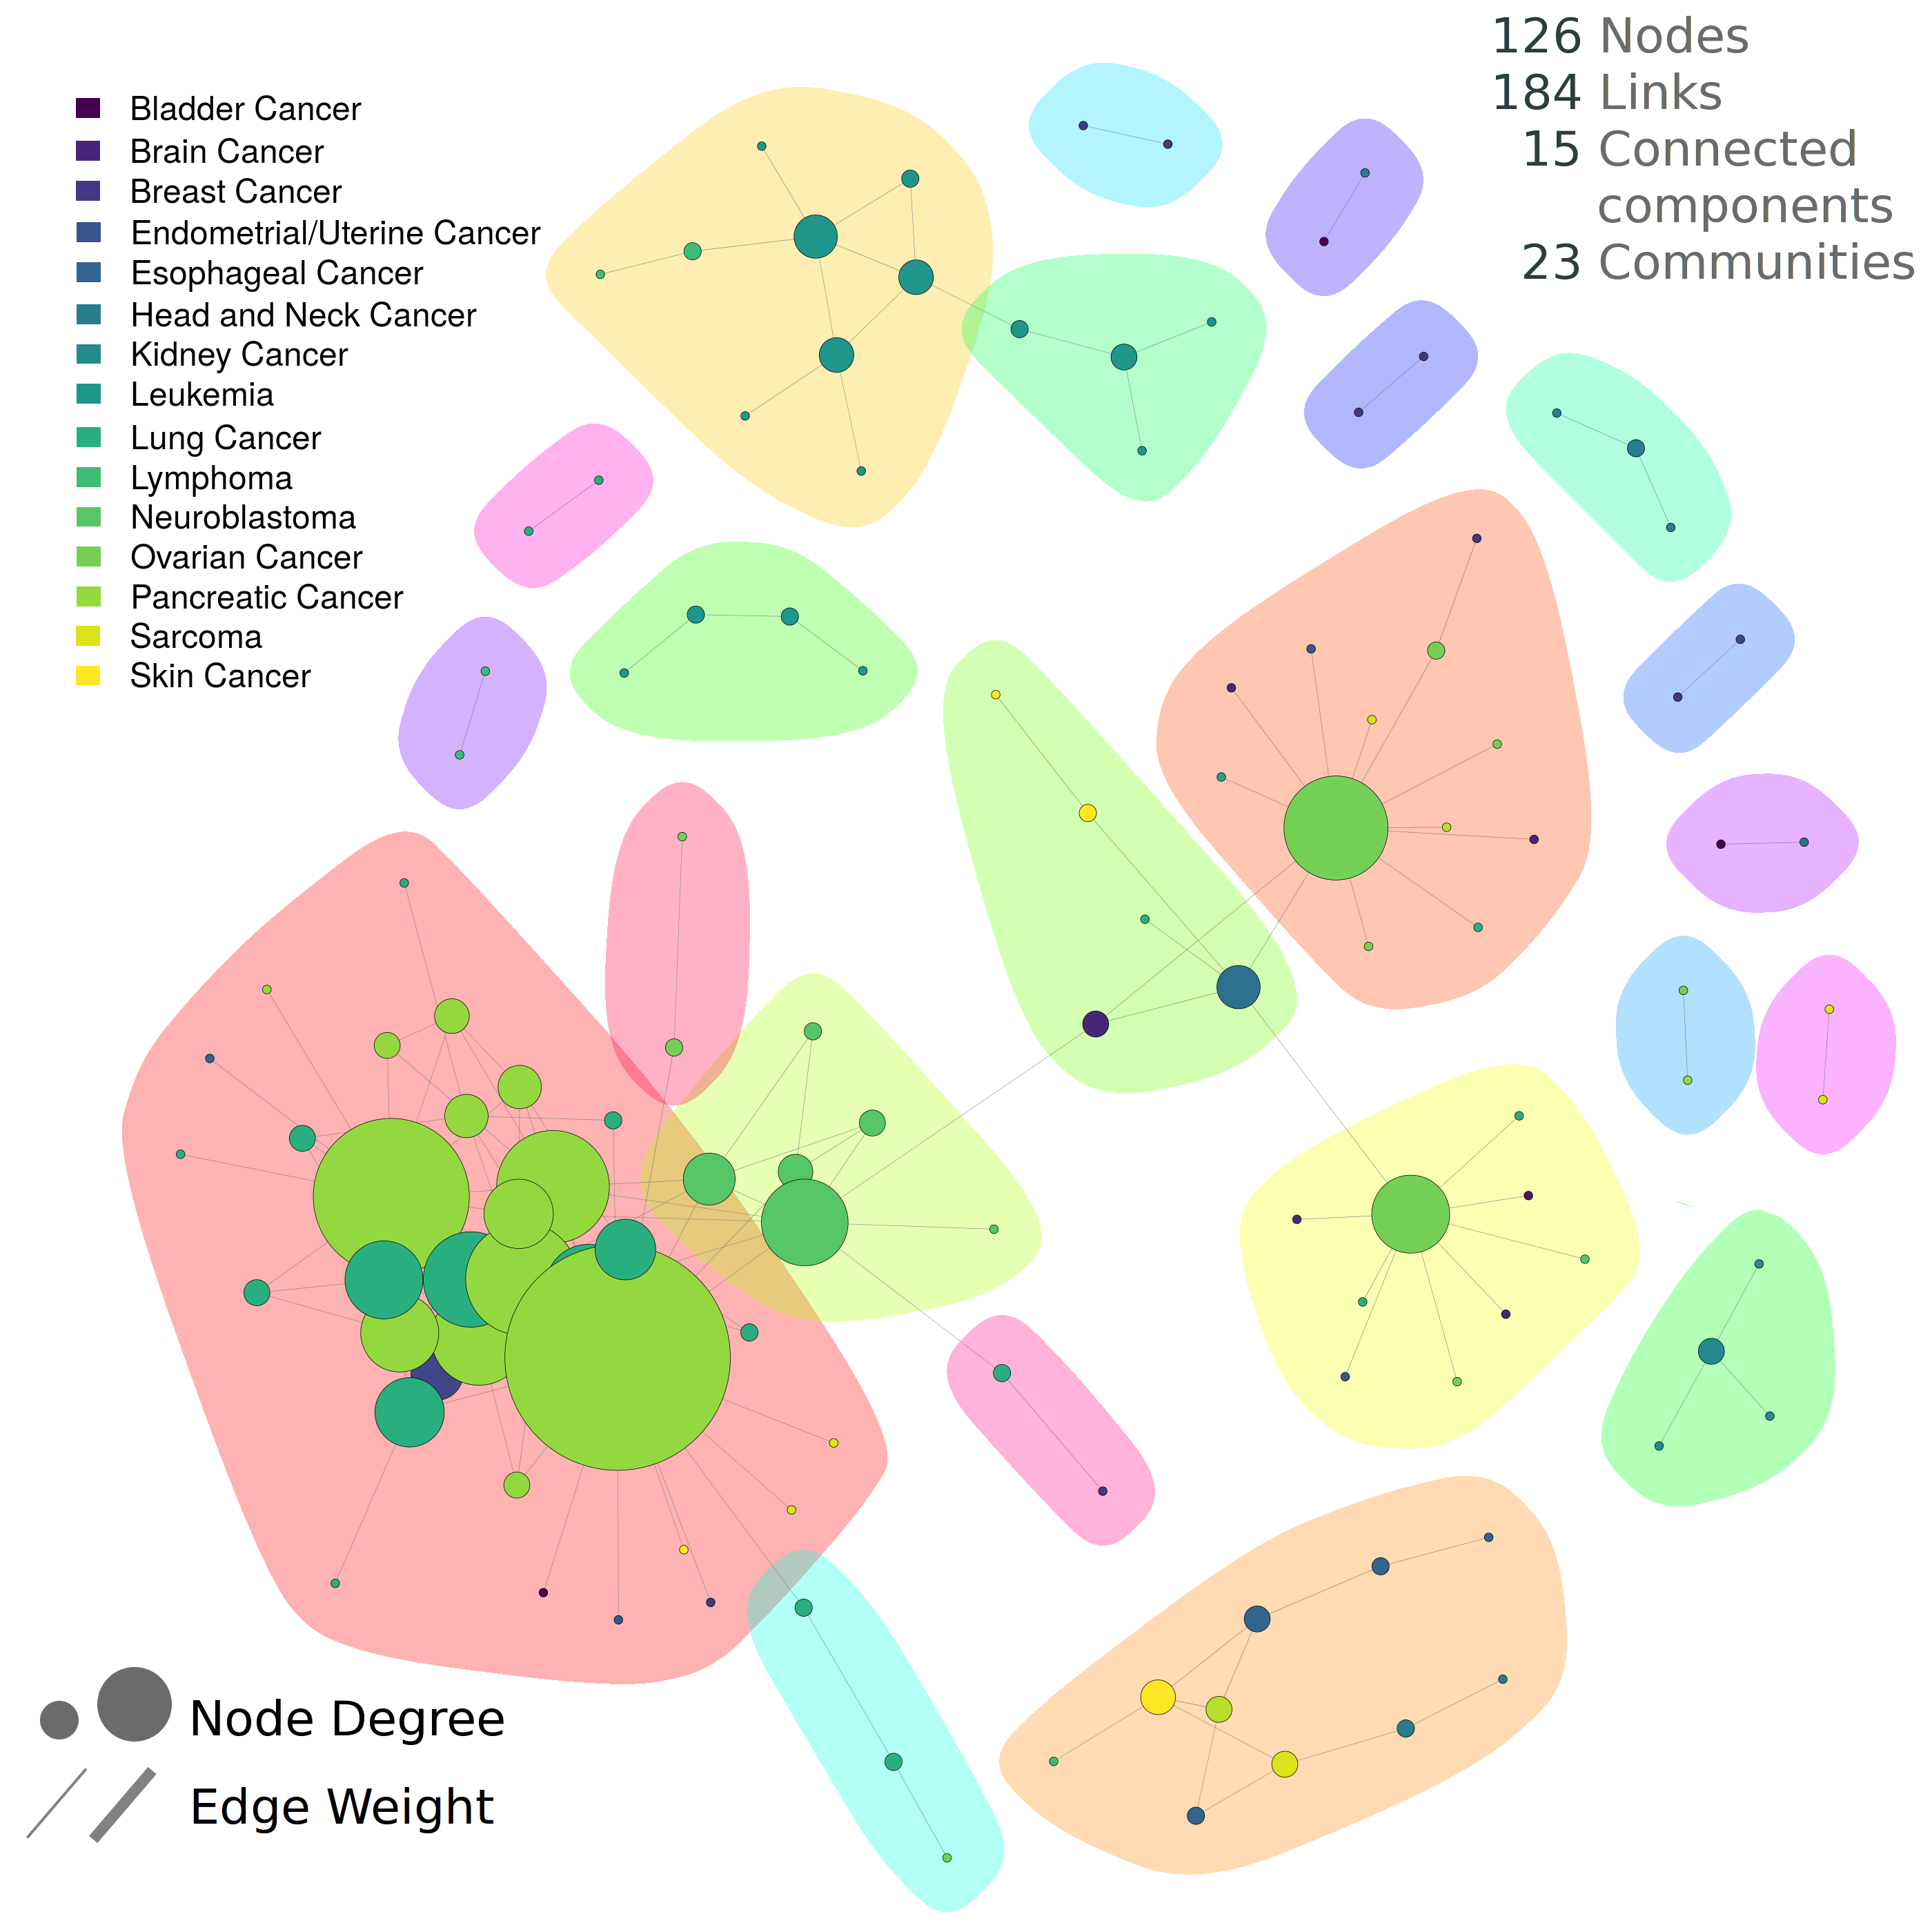 126 Nodes
184 Links
15 Connected
components
23 Communities
Bladder Cancer
Brain Cancer
Breast Cancer
Endometrial/Uterine Cancer
Esophageal Cancer
Head and Neck Cancer
Kidney Cancer
Leukemia
Lung Cancer
Lymphoma
Neuroblastoma
Ovarian Cancer
Pancreatic Cancer
Sarcoma
Skin Cancer
Node Degree
Edge Weight